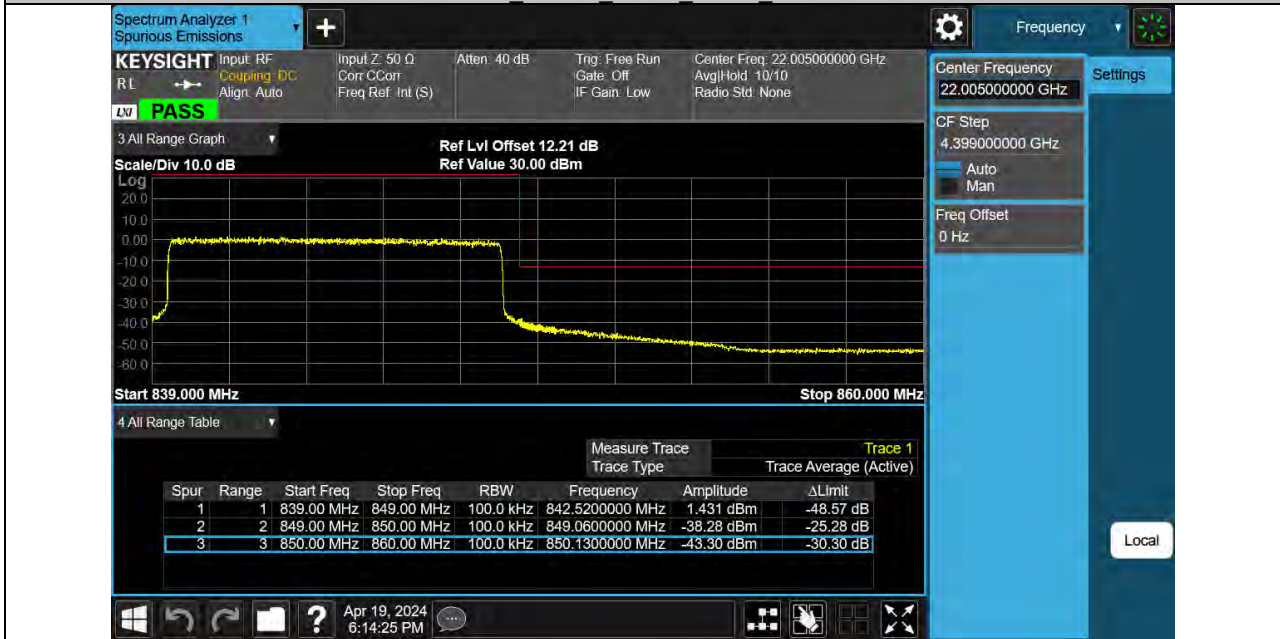 Spectrum Analyzer 1
Spurious Emissions
+
Frequency
KEYSIGHT
RL
LXI PASS
Input: RF
Coupling: DC
Align: Auto
Input Z: 50 Ω
Corr CCorr
Freq Ref: Int (S)
Atten: 40 dB
Trig: Free Run
Gate: Off
IF Gain: Low
Center Freq: 22.005000000 GHz
Avg|Hold: 10/10
Radio Std: None
Center Frequency
22.005000000 GHz
Settings
CF Step
4.399000000 GHz
Auto
Man
Freq Offset
0 Hz
3 All Range Graph
Scale/Div 10.0 dB
Ref Lvl Offset 12.21 dB
Ref Value 30.00 dBm
Log
20.0
10.0
0.00
-10.0
-20.0
-30.0
-40.0
-50.0
-60.0
Start 839.000 MHz Stop 860.000 MHz
4 All Range Table
Measure Trace Trace 1
Trace Type Trace Average (Active)
Spur Range Start Freq Stop Freq RBW Frequency Amplitude ΔLimit
1 1 839.00 MHz 849.00 MHz 100.0 kHz 842.5200000 MHz 1.431 dBm -48.57 dB
2 2 849.00 MHz 850.00 MHz 100.0 kHz 849.0600000 MHz -38.28 dBm -25.28 dB
3 3 850.00 MHz 860.00 MHz 100.0 kHz 850.1300000 MHz -43.30 dBm -30.30 dB
Local
?
Apr 19, 2024
6:14:25 PM